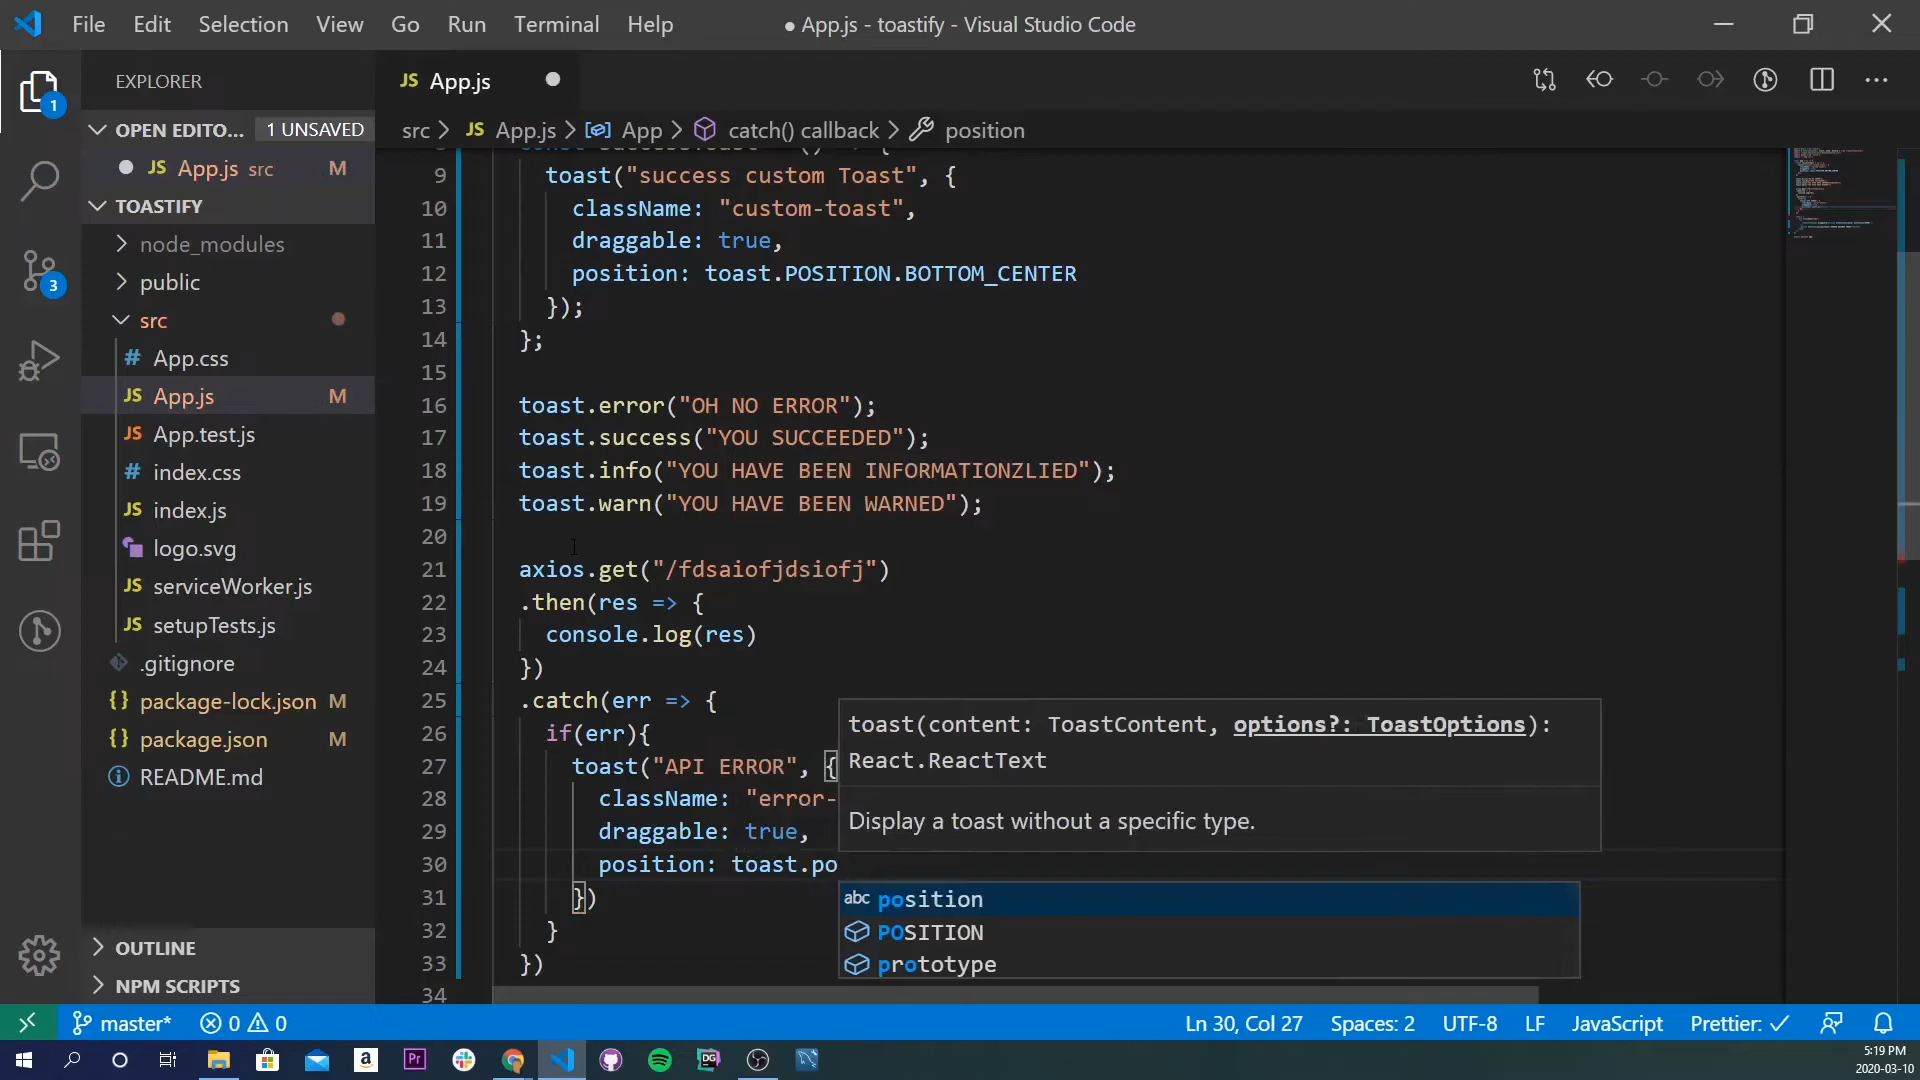 File Edit Selection View Go Run Terminal Help
● App.js - toastify - Visual Studio Code
EXPLORER
OPEN EDITO... 1 UNSAVED
JS App.js src M
TOASTIFY
node_modules
public
src
# App.css
JS App.js M
JS App.test.js
# index.css
JS index.js
logo.svg
JS serviceWorker.js
JS setupTests.js
.gitignore
{} package-lock.json M
{} package.json M
README.md
OUTLINE
NPM SCRIPTS
1
3
JS App.js
src > JS App.js > App > catch() callback > position
9 toast("success custom Toast", {
10 className: "custom-toast",
11 draggable: true,
12 position: toast.POSITION.BOTTOM_CENTER
13 });
14 };
15
16 toast.error("OH NO ERROR");
17 toast.success("YOU SUCCEEDED");
18 toast.info("YOU HAVE BEEN INFORMATIONZLIED");
19 toast.warn("YOU HAVE BEEN WARNED");
20
21 axios.get("/fdsaiofjdsiofj")
22 .then(res => {
23 console.log(res)
24 })
25 .catch(err => {
26 if(err){
27 toast("API ERROR", {
28 className: "error-
29 draggable: true,
30 position: toast.po
31 })
32 }
33 })
34
toast(content: ToastContent, options?: ToastOptions):
React.ReactText
Display a toast without a specific type.
abc position
POSITION
prototype
master* 0 0
Ln 30, Col 27 Spaces: 2 UTF-8 LF JavaScript Prettier: ✓
a Pr DG
5:19 PM
2020-03-10